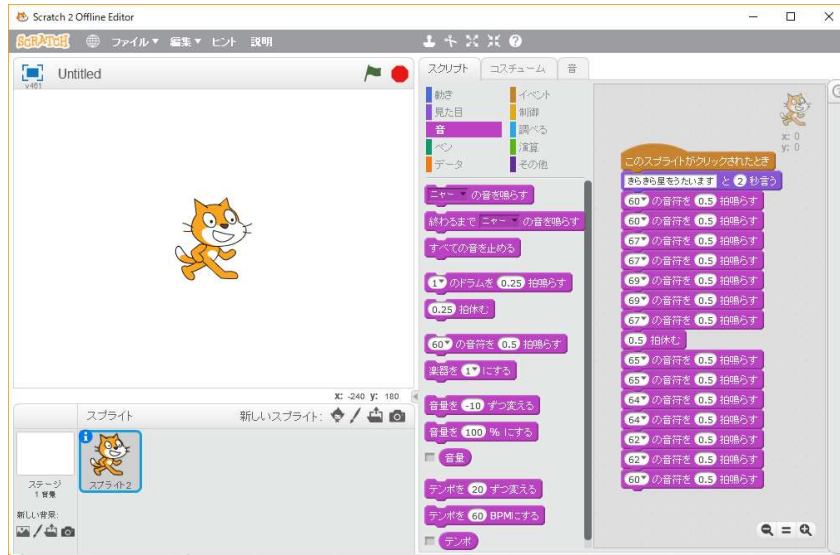 Scratch 2 Offline Editor
SCRATCH ファイル▼ 編集▼ ヒント 説明
Untitled
v461
スクリプト コスチューム 音
動き イベント
見た目 制御
音 調べる
ペン 演算
データ その他
ニャー▼ の音を鳴らす
終わるまで ニャー▼ の音を鳴らす
すべての音を止める
1▼ のドラムを 0.25 拍鳴らす
0.25 拍休む
60▼ の音符を 0.5 拍鳴らす
楽器を 1▼ にする
音量を -10 ずつ変える
音量を 100 % にする
音量
テンポを 20 ずつ変える
テンポを 60 BPMにする
テンポ
x: 0
y: 0
このスプライトがクリックされたとき
きらきら星をうたいます と 2 秒言う
60▼ の音符を 0.5 拍鳴らす
60▼ の音符を 0.5 拍鳴らす
67▼ の音符を 0.5 拍鳴らす
67▼ の音符を 0.5 拍鳴らす
69▼ の音符を 0.5 拍鳴らす
69▼ の音符を 0.5 拍鳴らす
67▼ の音符を 0.5 拍鳴らす
0.5 拍休む
65▼ の音符を 0.5 拍鳴らす
65▼ の音符を 0.5 拍鳴らす
64▼ の音符を 0.5 拍鳴らす
64▼ の音符を 0.5 拍鳴らす
62▼ の音符を 0.5 拍鳴らす
62▼ の音符を 0.5 拍鳴らす
60▼ の音符を 0.5 拍鳴らす
x: -240 y: 180
スプライト 新しいスプライト:
ステージ
1 背景
新しい背景:
スプライト2